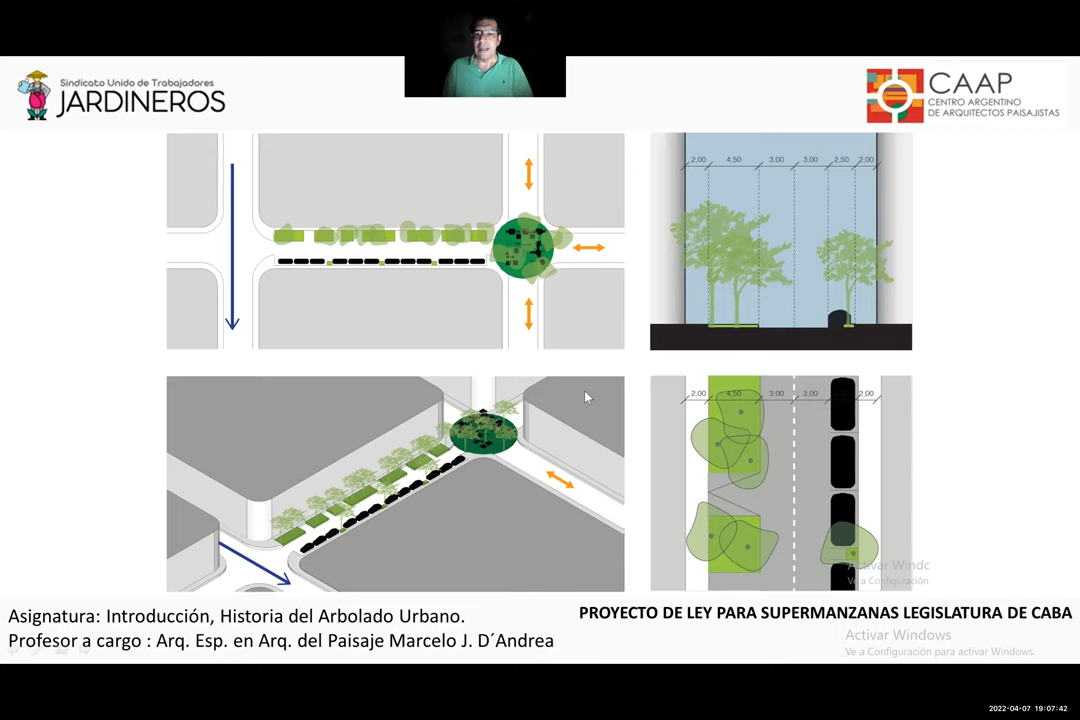 Sindicato Unido de Trabajadores
JARDINEROS
CAAP
CENTRO ARGENTINO
DE ARQUITECTOS PAISAJISTAS
2,00 4,50 3,00 3,00 2,50 2,00
2,00 4,50 3,00 3,00 2,00
Activar Windc
Ve a Configuración
Asignatura: Introducción, Historia del Arbolado Urbano.
Profesor a cargo : Arq. Esp. en Arq. del Paisaje Marcelo J. D´Andrea
PROYECTO DE LEY PARA SUPERMANZANAS LEGISLATURA DE CABA
Activar Windows
Ve a Configuración para activar Windows.
2022-04-07 19:07:42